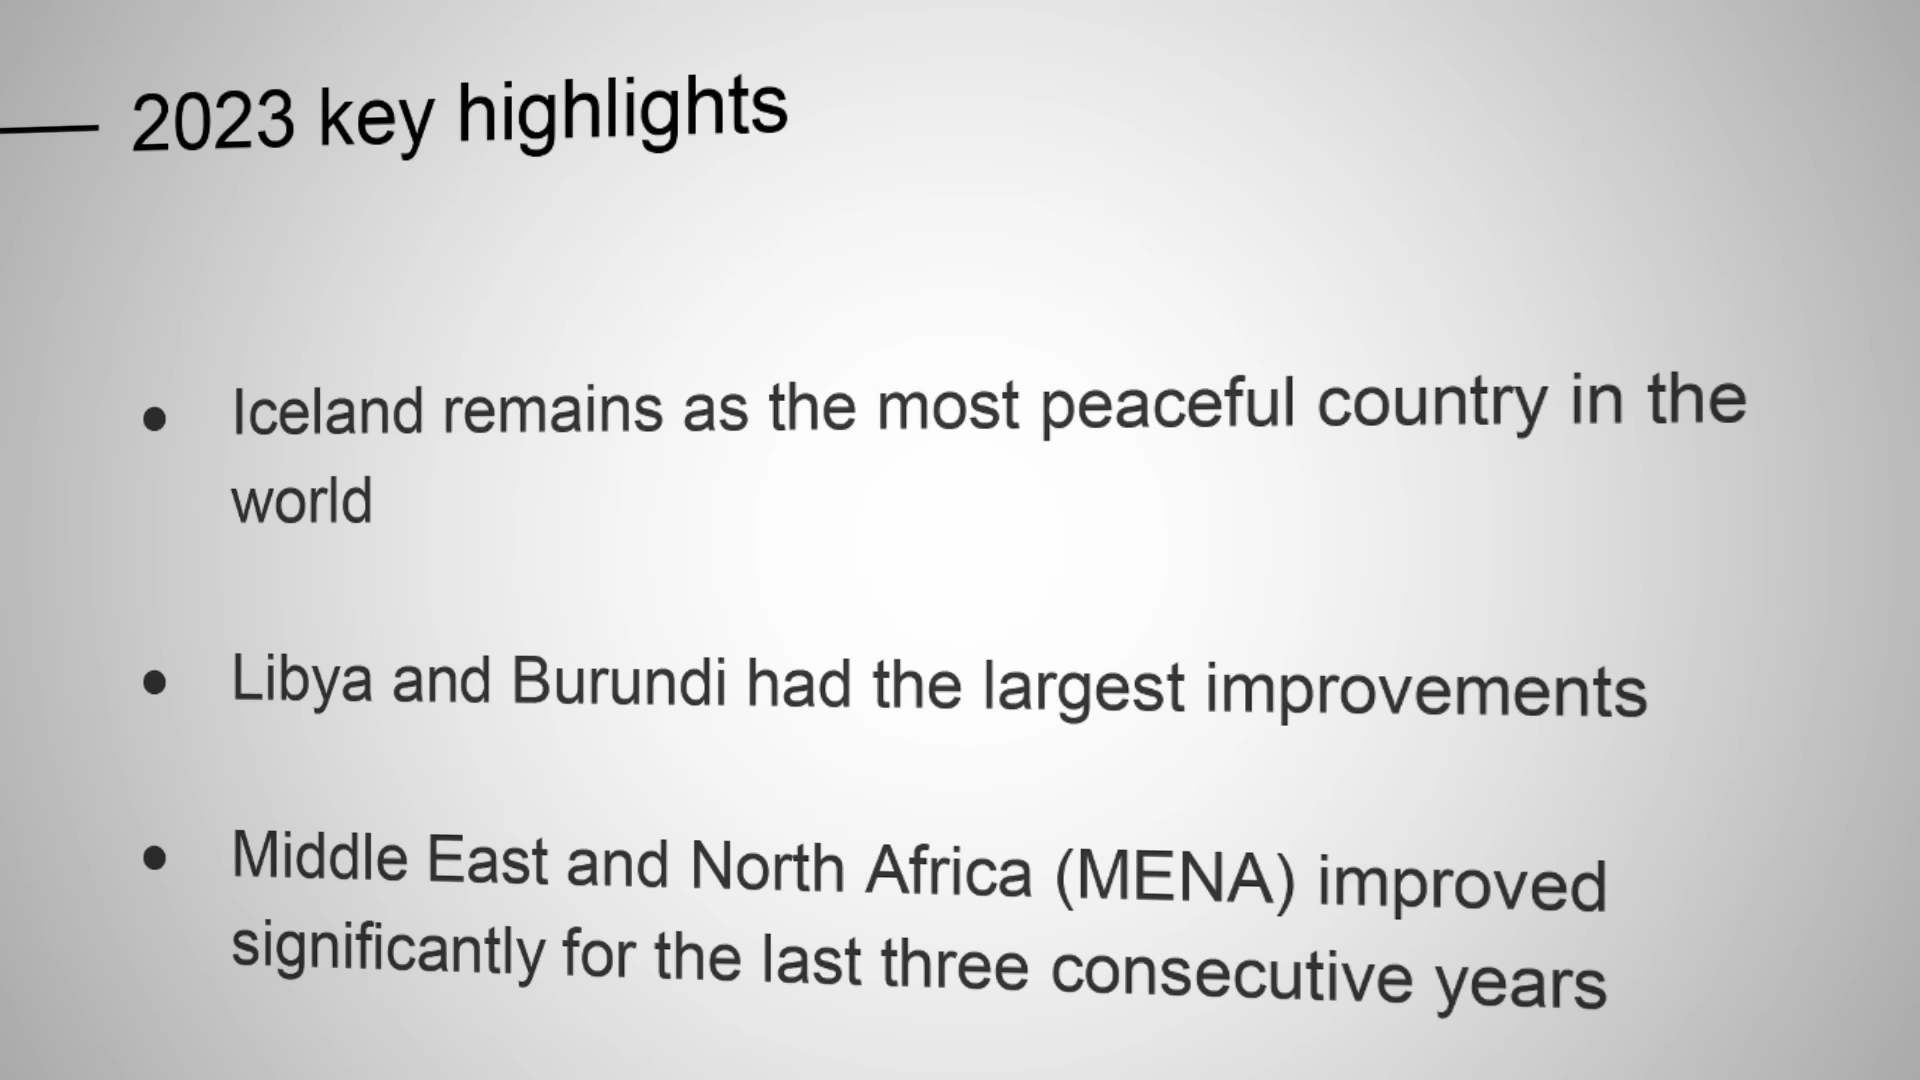 2023 key highlights
• Iceland remains as the most peaceful country in the
world
• Libya and Burundi had the largest improvements
• Middle East and North Africa (MENA) improved
significantly for the last three consecutive years